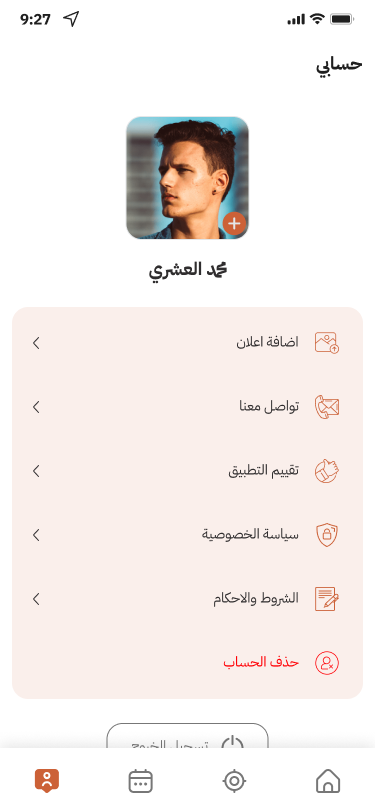 9:27
حسابي
محمد العشري
اضافة اعلان
تواصل معنا
تقييم التطبيق
سياسة الخصوصية
الشروط والاحكام
حذف الحساب
تسجيل الخروج